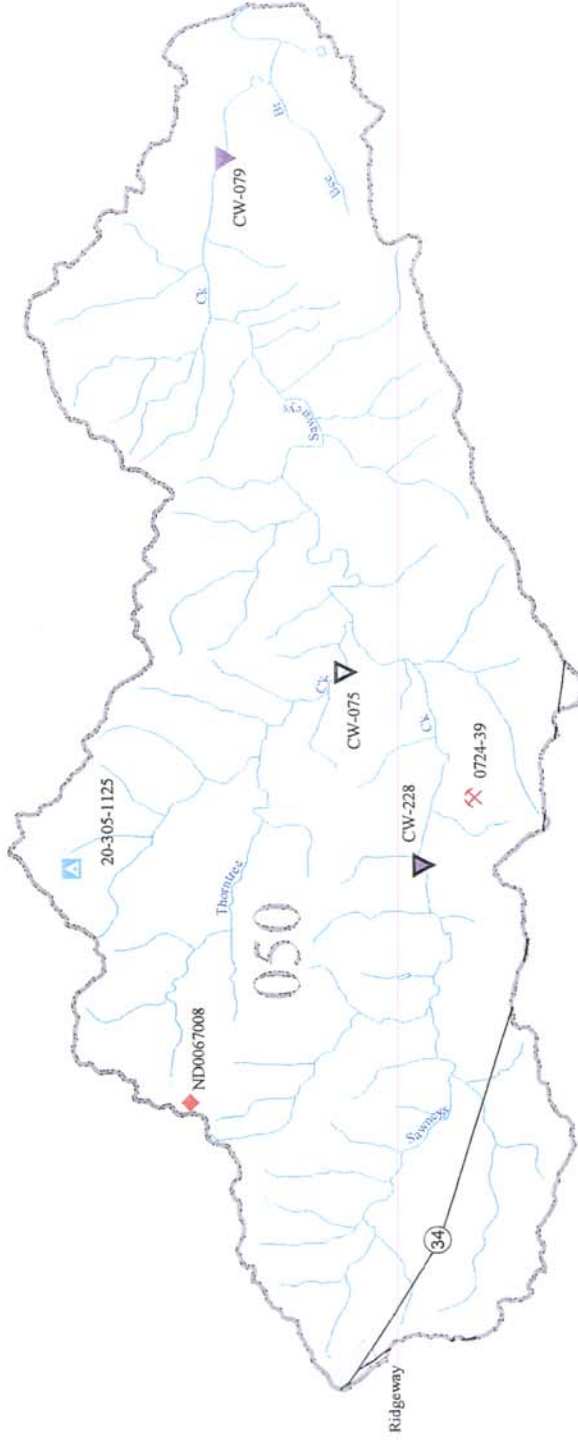 20-305-1125
ND0067008
Thorntree
Ck
050
CW-079
Ck
Sawneys
Bee Br
CW-075
CW-228
Ck
0724-39
Sawneys
34
Ridgeway